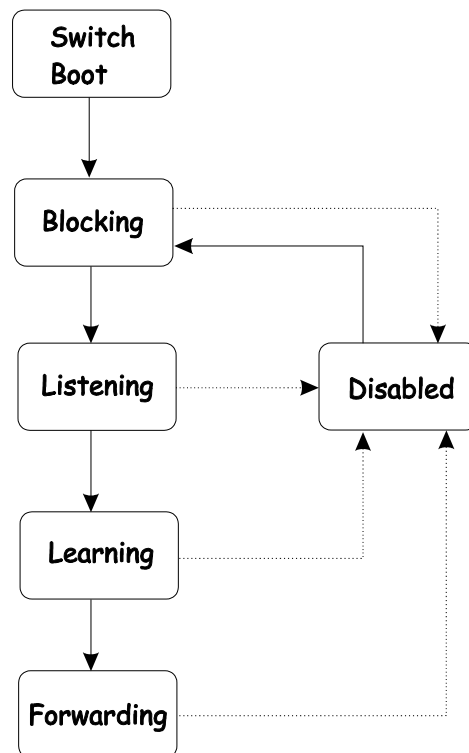 Switch
Boot
Blocking
Listening
Disabled
Learning
Forwarding